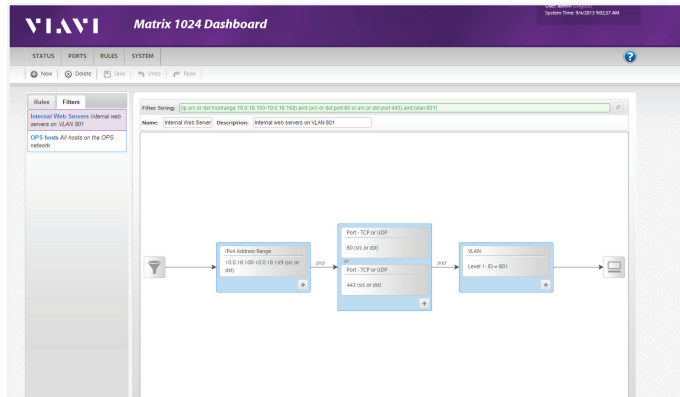 VIAVI
Matrix 1024 Dashboard
User: admin (Logout)
System Time: 9/4/2013 9:02:57 AM
STATUS PORTS RULES SYSTEM
?
New Delete Save Undo Redo
Rules Filters
Internal Web Servers Internal web
servers on VLAN 801
OPS hosts All hosts on the OPS
network
Filter String: (ip src or dst hostrange 10.0.18.100-10.0.18.159) and (src or dst port 80 or src or dst port 443) and (vlan 801)
Name: Internal Web Server Description: Internal web servers on VLAN 801
IPv4 Address Range
10.0.18.100-10.0.18.159 (src or
dst)
and
Port - TCP or UDP
80 (src or dst)
or
Port - TCP or UDP
443 (src or dst)
and
VLAN
Level 1: ID = 801